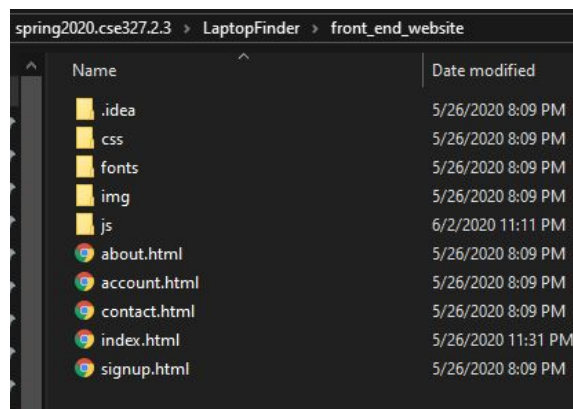 spring2020.cse327.2.3 > LaptopFinder > front_end_website
Name Date modified
.idea 5/26/2020 8:09 PM
css 5/26/2020 8:09 PM
fonts 5/26/2020 8:09 PM
img 5/26/2020 8:09 PM
js 6/2/2020 11:11 PM
about.html 5/26/2020 8:09 PM
account.html 5/26/2020 8:09 PM
contact.html 5/26/2020 8:09 PM
index.html 5/26/2020 11:31 PM
signup.html 5/26/2020 8:09 PM